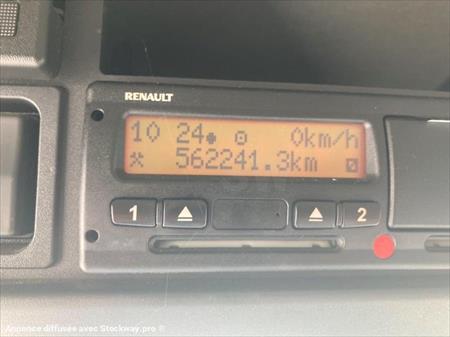 RENAULT
10 24 0km/h
562241.3km
1 2
Annonce diffusée avec Stockway.pro ®